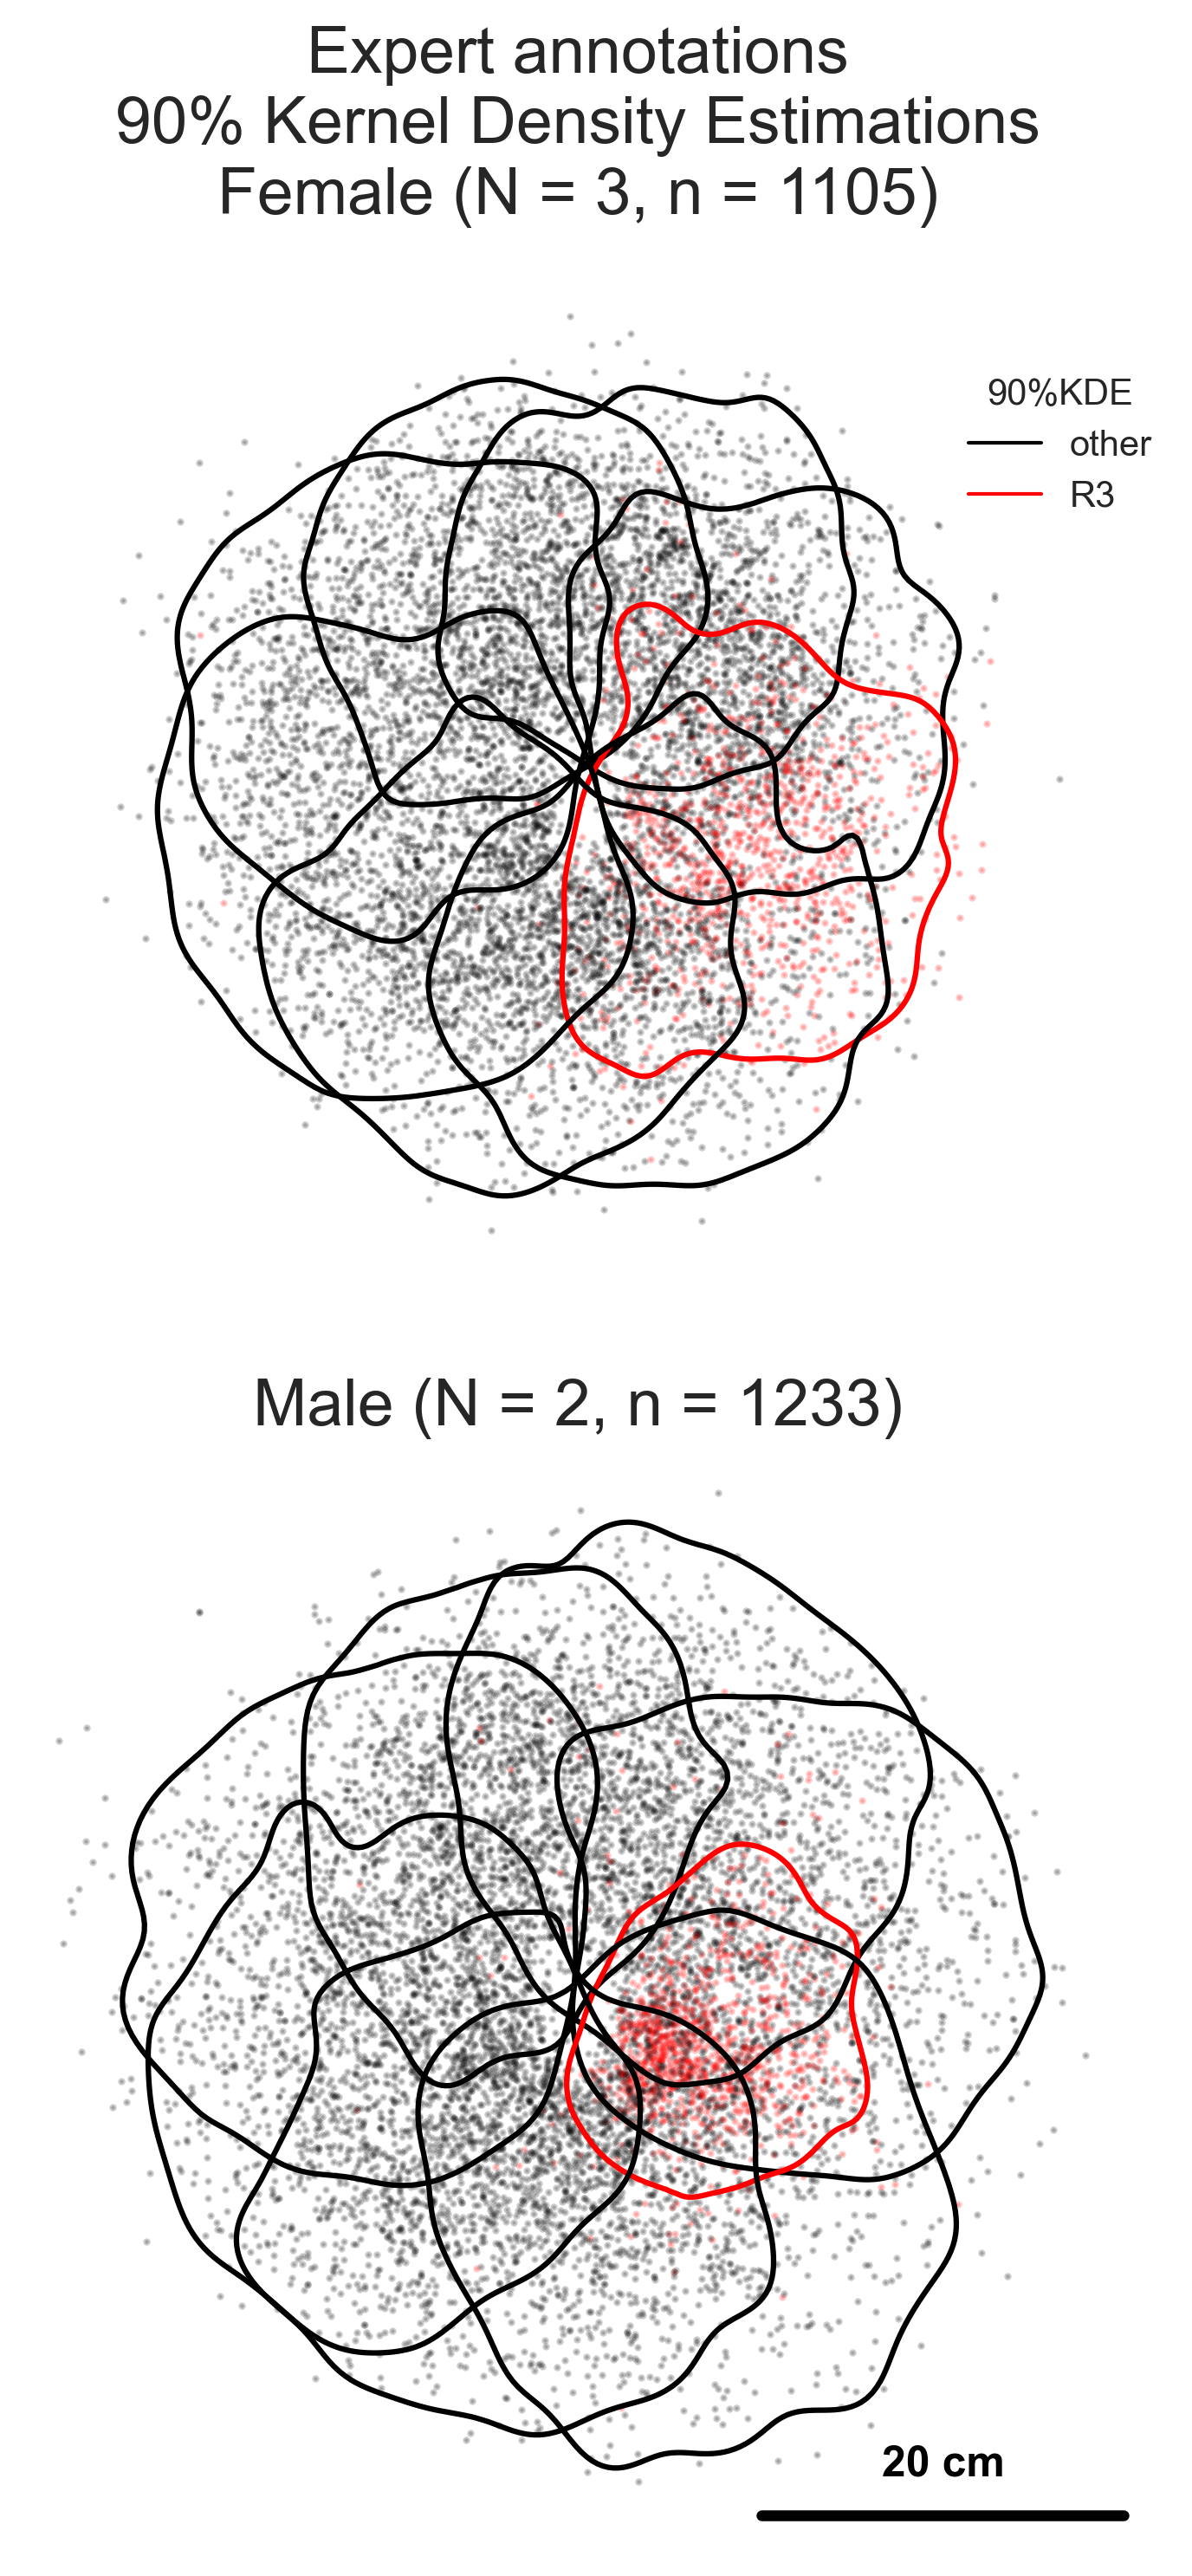 Expert annotations
90% Kernel Density Estimations
Female (N = 3, n = 1105)
90%KDE
other
R3
Male (N = 2, n = 1233)
20 cm